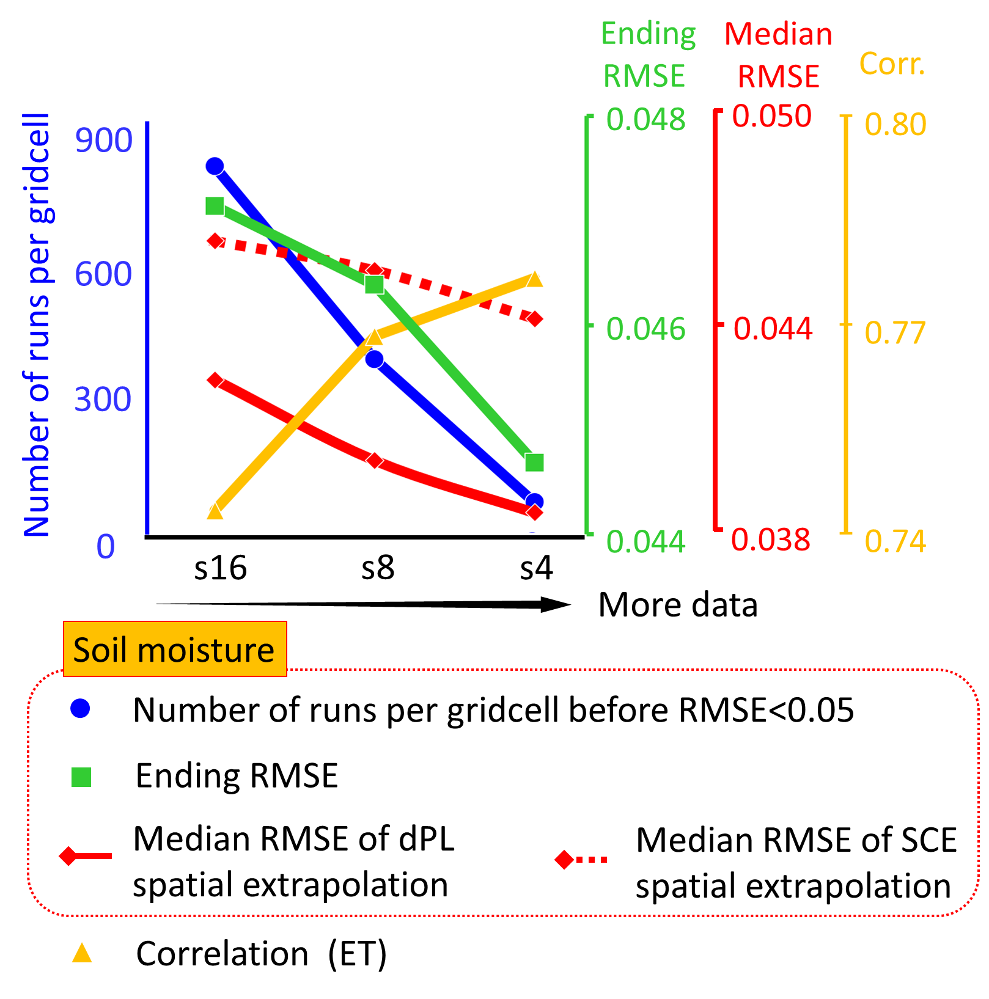 Number of runs per gridcell
900
600
300
0
Ending
RMSE
0.048
0.046
0.044
Median
RMSE
0.050
0.044
0.038
Corr.
0.80
0.77
0.74
s16 s8 s4
More data
Soil moisture
Number of runs per gridcell before RMSE<0.05
Ending RMSE
Median RMSE of dPL
spatial extrapolation
Median RMSE of SCE
spatial extrapolation
Correlation (ET)